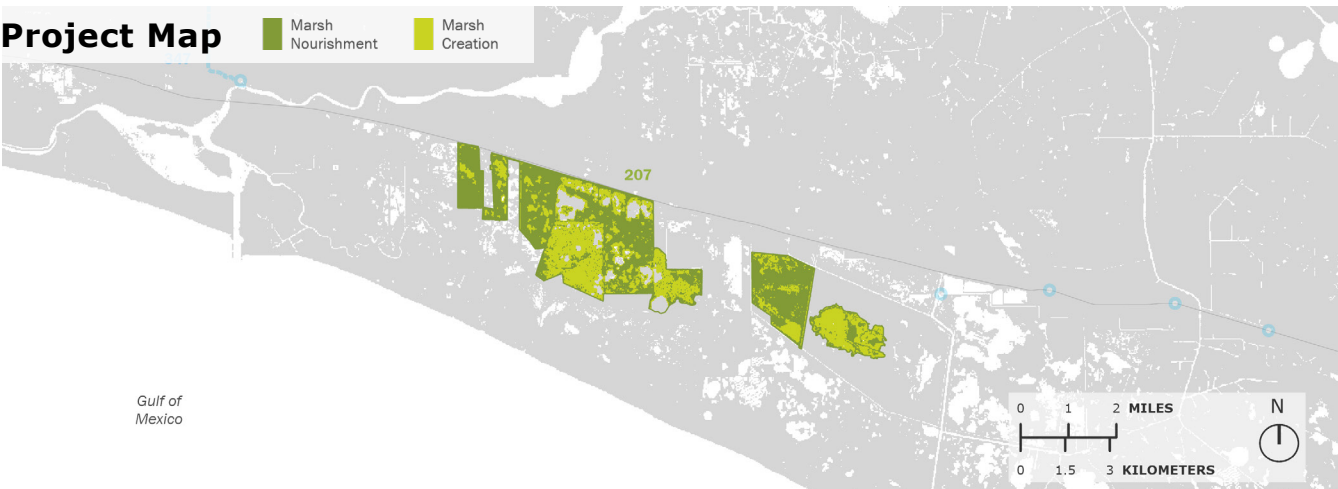 Project Map
Marsh
Nourishment
Marsh
Creation
207
Gulf of
Mexico
0 1 2 MILES
0 1.5 3 KILOMETERS
N